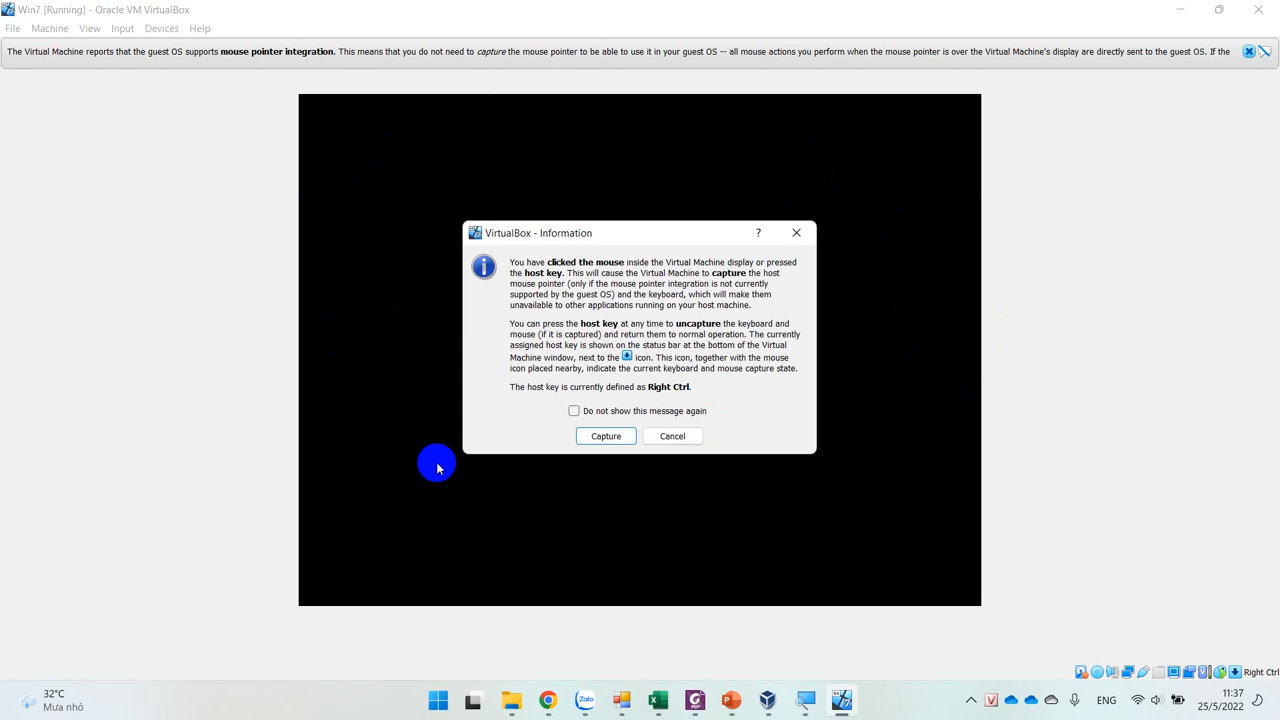 Win7 [Running] - Oracle VM VirtualBox
File Machine View Input Devices Help
The Virtual Machine reports that the guest OS supports mouse pointer integration. This means that you do not need to capture the mouse pointer to be able to use it in your guest OS -- all mouse actions you perform when the mouse pointer is over the Virtual Machine's display are directly sent to the guest OS. If the
VirtualBox - Information
?
You have clicked the mouse inside the Virtual Machine display or pressed
the host key. This will cause the Virtual Machine to capture the host
mouse pointer (only if the mouse pointer integration is not currently
supported by the guest OS) and the keyboard, which will make them
unavailable to other applications running on your host machine.
You can press the host key at any time to uncapture the keyboard and
mouse (if it is captured) and return them to normal operation. The currently
assigned host key is shown on the status bar at the bottom of the Virtual
Machine window, next to the icon. This icon, together with the mouse
icon placed nearby, indicate the current keyboard and mouse capture state.
The host key is currently defined as Right Ctrl.
Do not show this message again
Capture Cancel
Right Ctrl
32°C
Mưa nhỏ
Zalo
ENG
11:37
25/5/2022